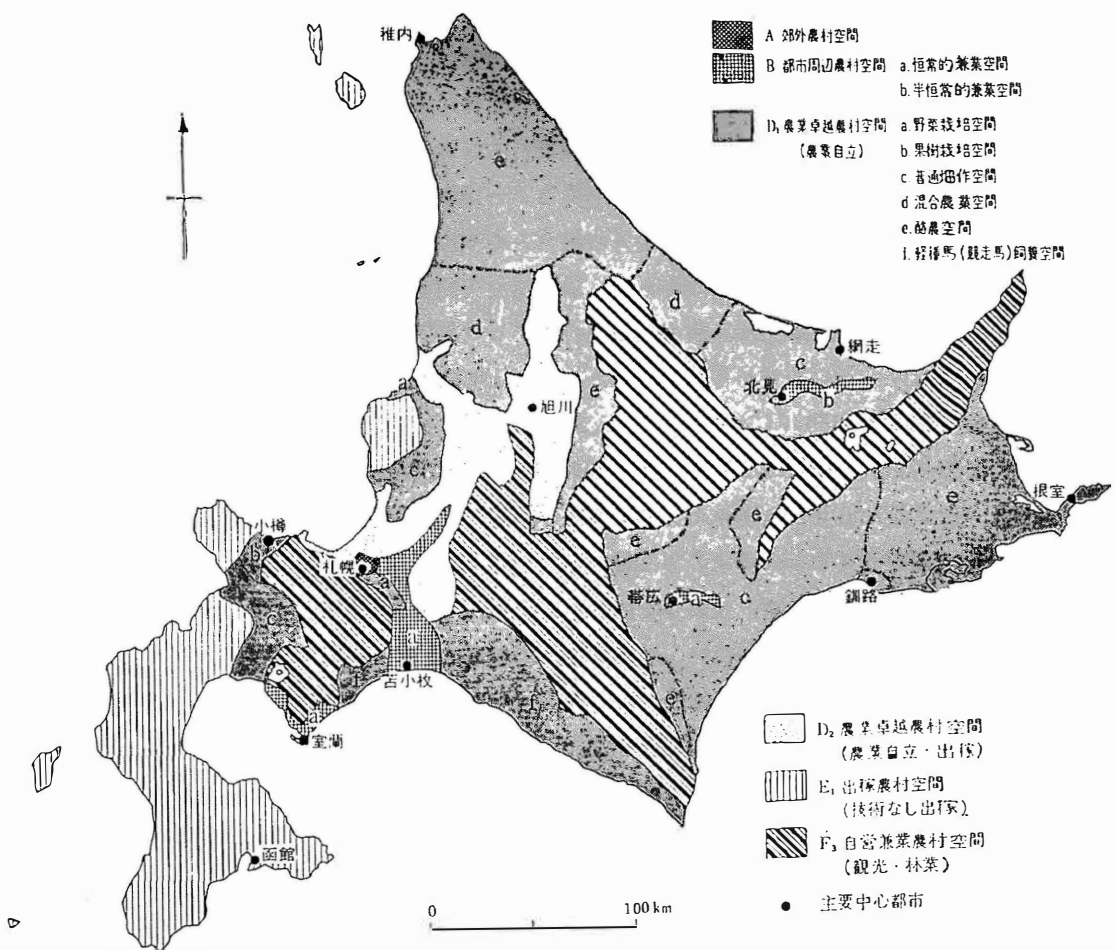 A 郊外農村空間
B 都市周辺農村空間 a.恒常的兼業空間
b.半恒常的兼業空間
D₁ 農業卓越農村空間 a.野菜栽培空間
(農業自立) b.果樹栽培空間
c 普通畑作空間
d 混合農業空間
e.酪農空間
f.軽種馬(競走馬)飼養空間
稚内
e
d
d
c
網走
北見
b
a
旭川
e
e
根室
e
小樽
b
札幌
a
e
e
帯広
a
c
釧路
c
a
苫小牧
f
f
e
a
室蘭
函館
D₂ 農業卓越農村空間
(農業自立・出稼)
E₁ 出稼農村空間
(技術なし出稼)
F₃ 自営兼業農村空間
(観光・林業)
主要中心都市
0 100km